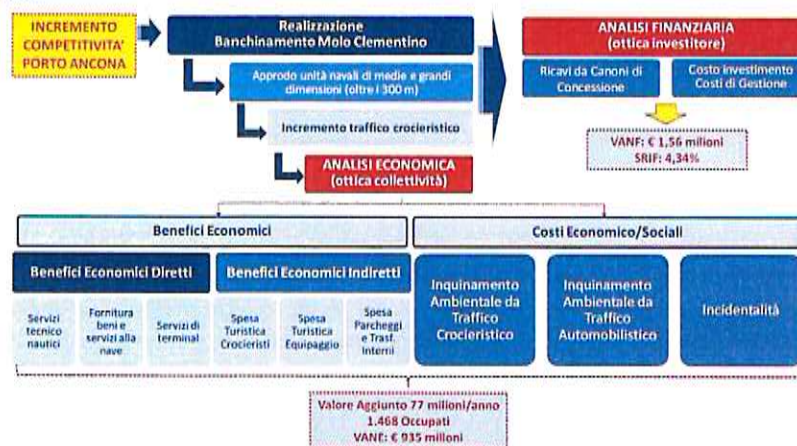 INCREMENTO
COMPETITIVITA'
PORTO ANCONA
Realizzazione
Banchinamento Molo Clementino
Approdo unità navali di medie e grandi
dimensioni (oltre i 300 m)
Incremento traffico crocieristico
ANALISI ECONOMICA
(ottica collettività)
ANALISI FINANZIARIA
(ottica investitore)
Ricavi da Canoni di
Concessione
Costo investimento
Costi di Gestione
VANF: € 1,56 milioni
SRIF: 4,34%
Benefici Economici
Costi Economico/Sociali
Benefici Economici Diretti
Benefici Economici Indiretti
Servizi
tecnico
nautici
Fornitura
beni e
servizi alla
nave
Servizi di
terminal
Spesa
Turistica
Crocieristi
Spesa
Turistica
Equipaggio
Spesa
Parcheggi
e Trasf.
Interni
Inquinamento
Ambientale da
Traffico
Crocieristico
Inquinamento
Ambientale da
Traffico
Automobilistico
Incidentalità
Valore Aggiunto 77 milioni/anno
1.468 Occupati
VANE: € 935 milioni